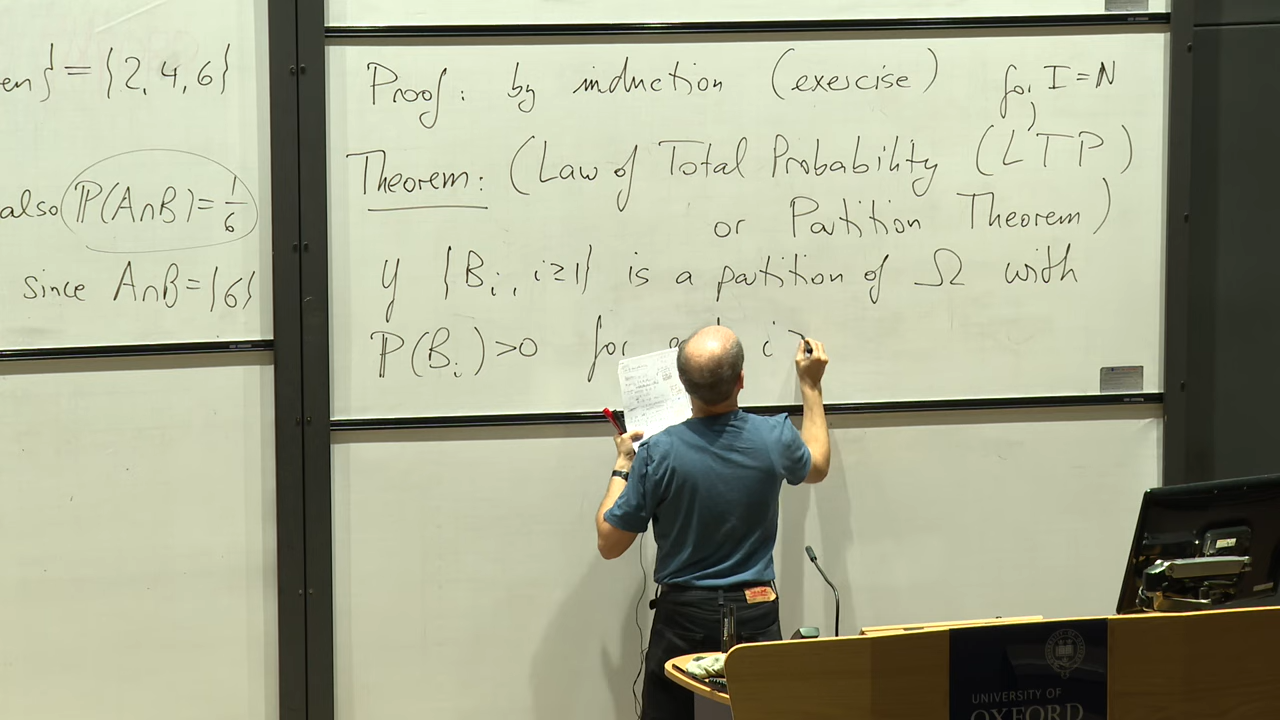 en} = {2, 4, 6}
also ℙ(A∩B) = 1/6
since A∩B = {6}
Proof: by induction (exercise) for I = ℕ
Theorem: (Law of Total Probability (LTP)
or Partition Theorem)
If {Bᵢ, i≥1} is a partition of Ω with
ℙ(Bᵢ) >0 for i
UNIVERSITY OF
OXFORD